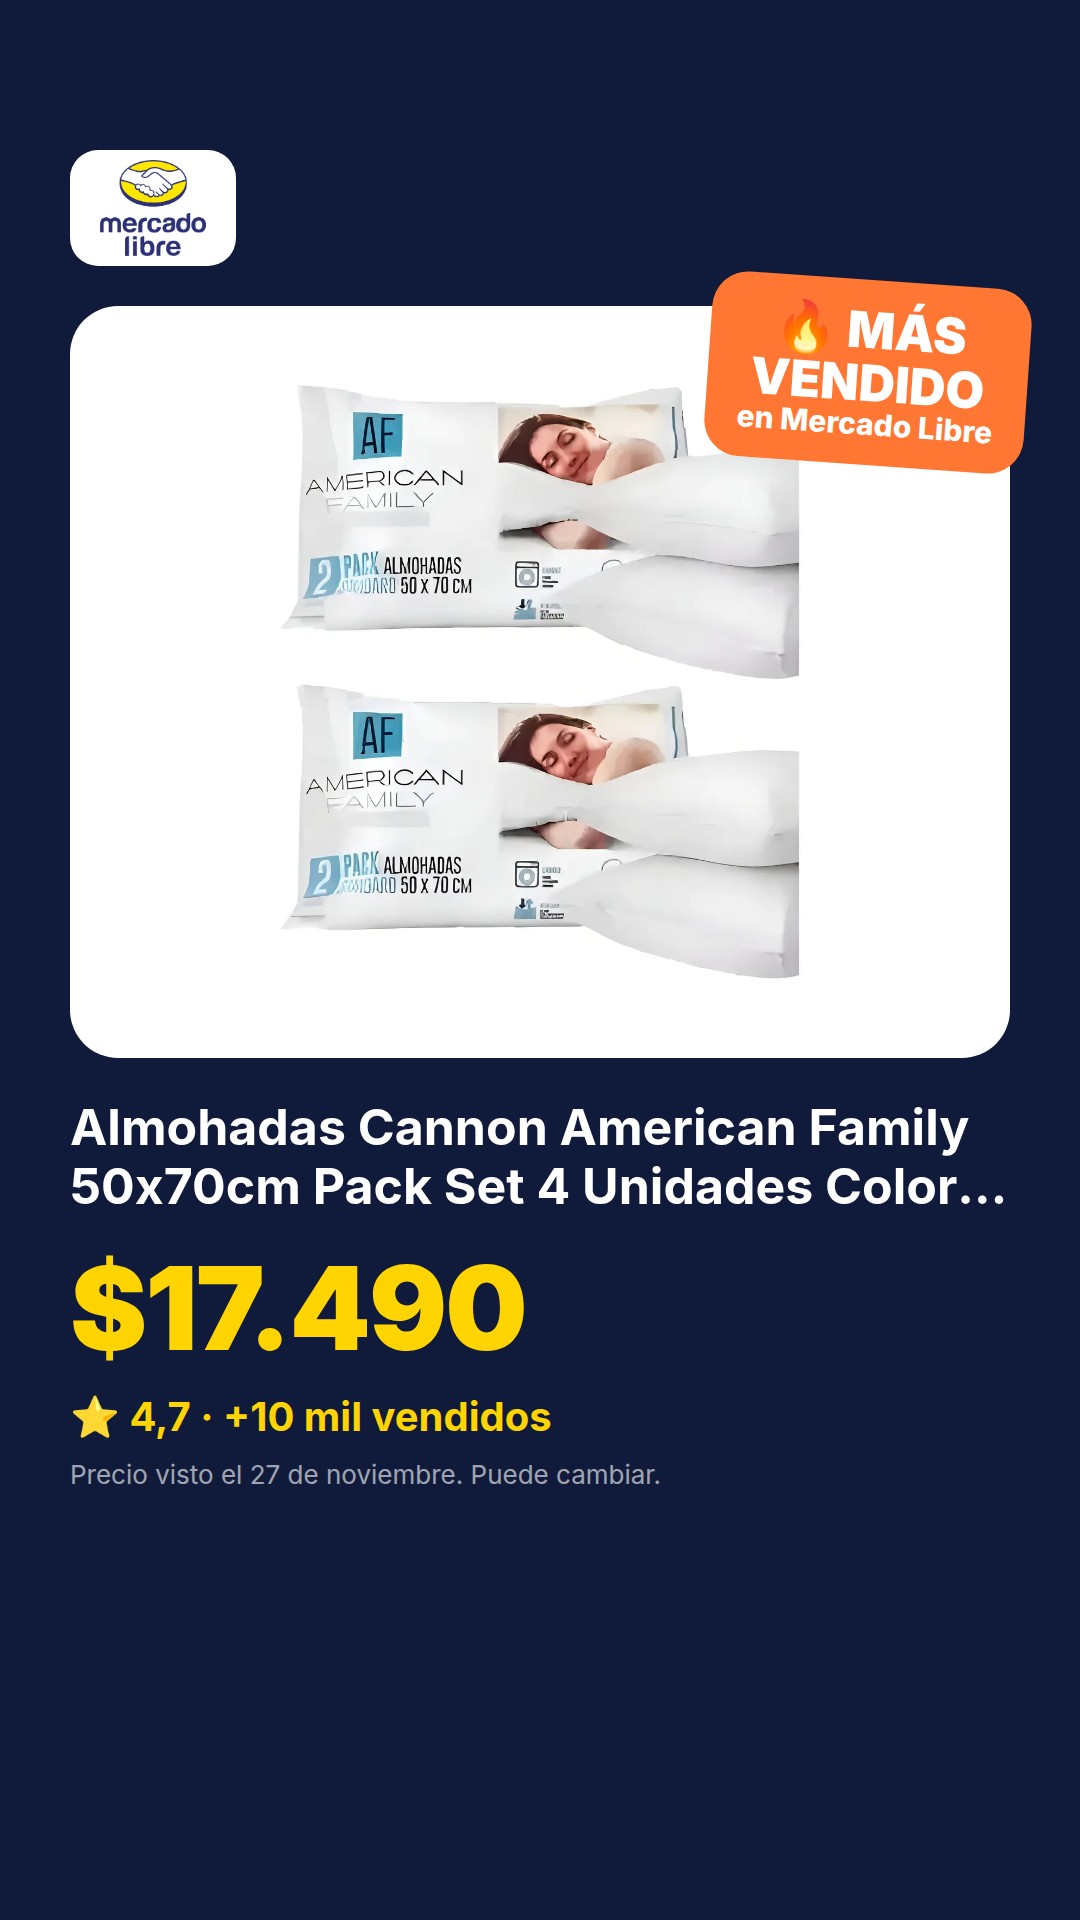 mercado
libre
🔥 MÁS
VENDIDO
en Mercado Libre
AF
AMERICAN
FAMILY
2 PACK ALMOHADAS
50 X 70 CM
AF
AMERICAN
FAMILY
2 PACK ALMOHADAS
50 X 70 CM
Almohadas Cannon American Family
50x70cm Pack Set 4 Unidades Color...
$17.490
⭐ 4,7 · +10 mil vendidos
Precio visto el 27 de noviembre. Puede cambiar.